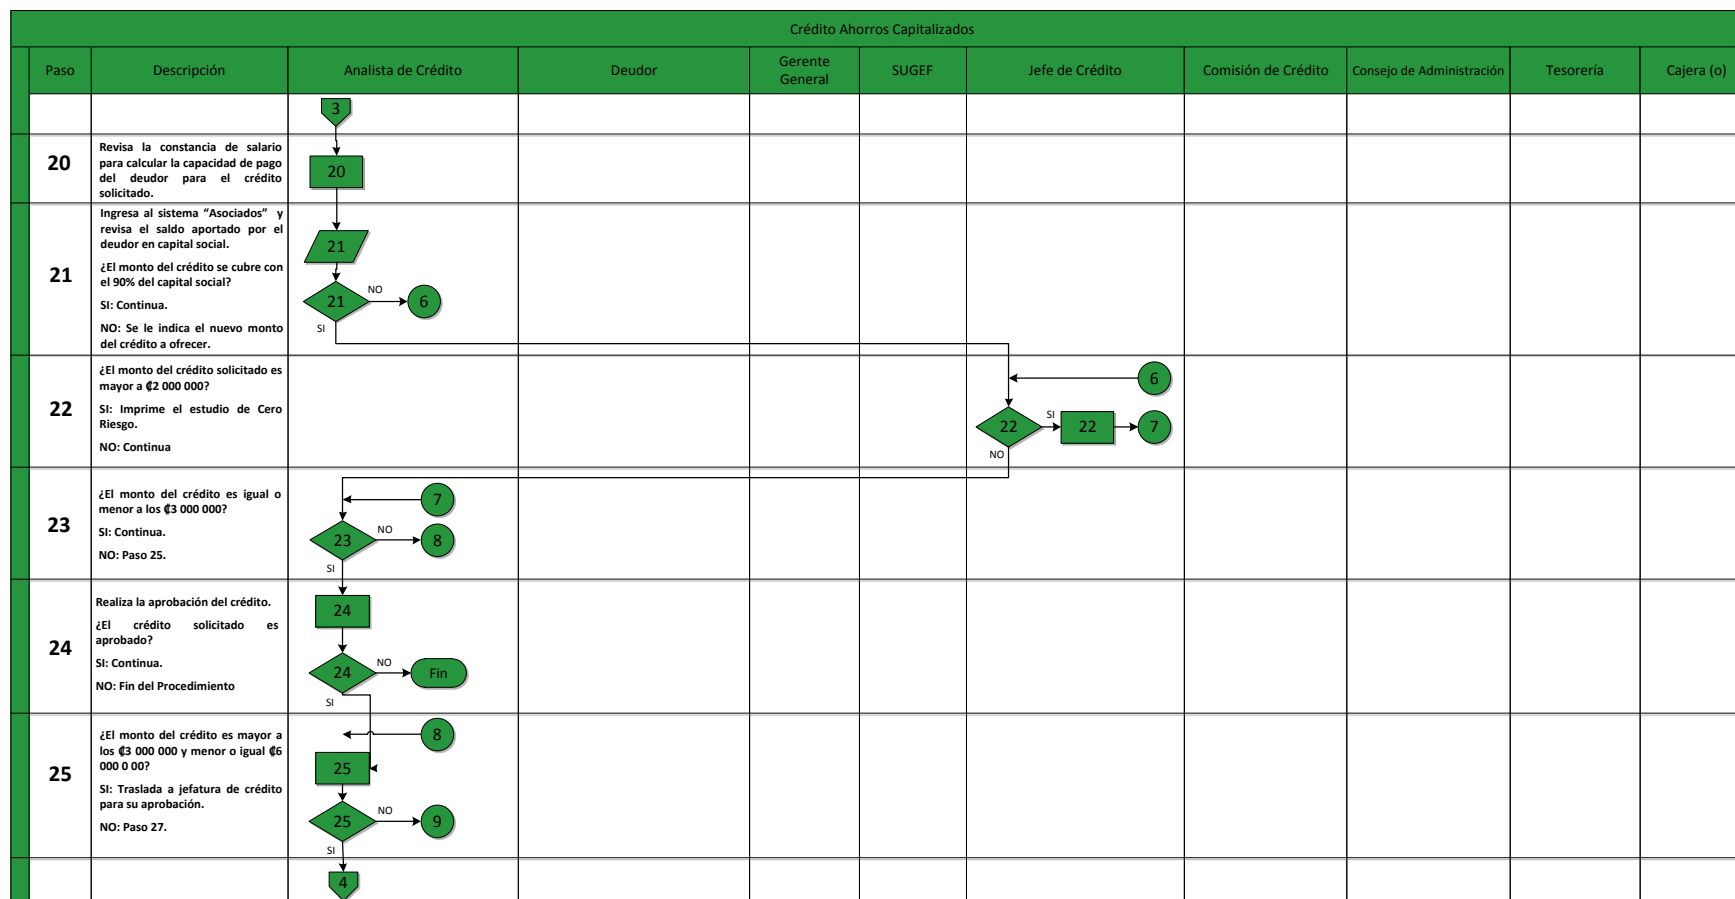 Crédito Ahorros Capitalizados
Paso
Descripción
Analista de Crédito
Deudor
Gerente
General
SUGEF
Jefe de Crédito
Comisión de Crédito
Consejo de Administración
Tesorería
Cajera (o)
3
20
Revisa la constancia de salario
para calcular la capacidad de pago
del deudor para el crédito
solicitado.
20
21
Ingresa al sistema “Asociados” y
revisa el saldo aportado por el
deudor en capital social.
¿El monto del crédito se cubre con
el 90% del capital social?
SI: Continua.
NO: Se le indica el nuevo monto
del crédito a ofrecer.
21
21
NO
6
SI
22
¿El monto del crédito solicitado es
mayor a ₡2 000 000?
SI: Imprime el estudio de Cero
Riesgo.
NO: Continua
6
22
SI
22
7
NO
23
¿El monto del crédito es igual o
menor a los ₡3 000 000?
SI: Continua.
NO: Paso 25.
7
23
NO
8
SI
24
Realiza la aprobación del crédito.
¿El crédito solicitado es
aprobado?
SI: Continua.
NO: Fin del Procedimiento
24
24
NO
Fin
SI
25
¿El monto del crédito es mayor a
los ₡3 000 000 y menor o igual ₡6
000 0 00?
SI: Traslada a jefatura de crédito
para su aprobación.
NO: Paso 27.
8
25
25
NO
9
SI
4